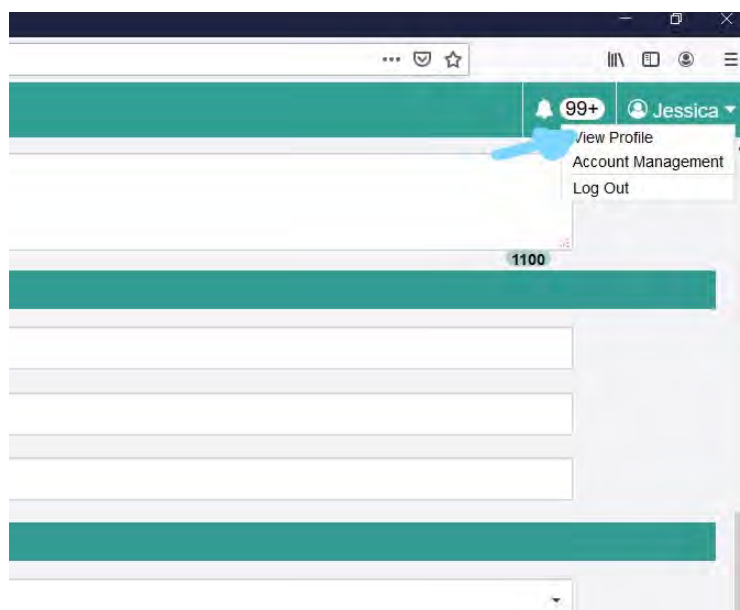 99+ Jessica
View Profile
Account Management
Log Out
1100